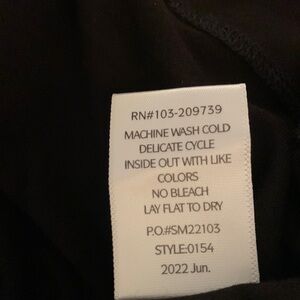 RN#103-209739
MACHINE WASH COLD
DELICATE CYCLE
INSIDE OUT WITH LIKE
COLORS
NO BLEACH
LAY FLAT TO DRY
P.O.#SM22103
STYLE:0154
2022 Jun.